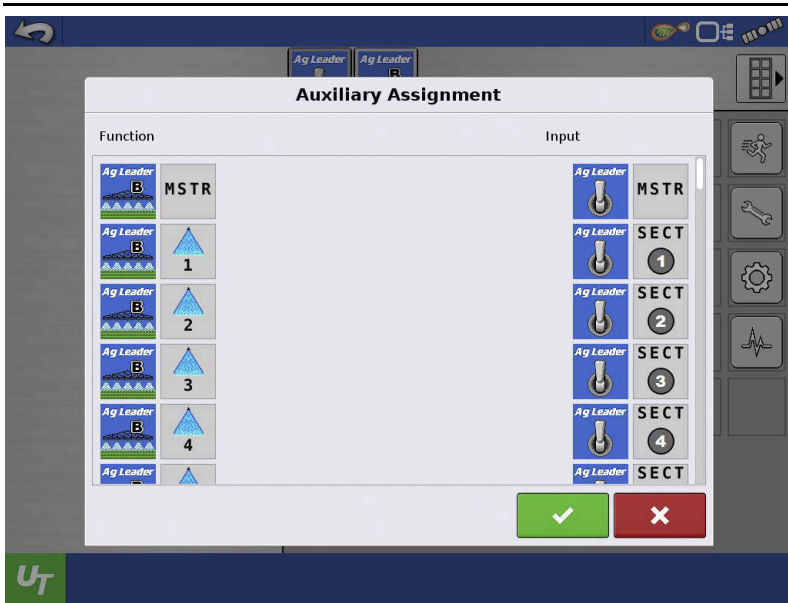 Ag Leader Ag Leader
B
Auxiliary Assignment
Function Input
Ag Leader B MSTR Ag Leader MSTR
Ag Leader B 1 Ag Leader SECT 1
Ag Leader B 2 Ag Leader SECT 2
Ag Leader B 3 Ag Leader SECT 3
Ag Leader B 4 Ag Leader SECT 4
Ag Leader Ag Leader SECT
UT